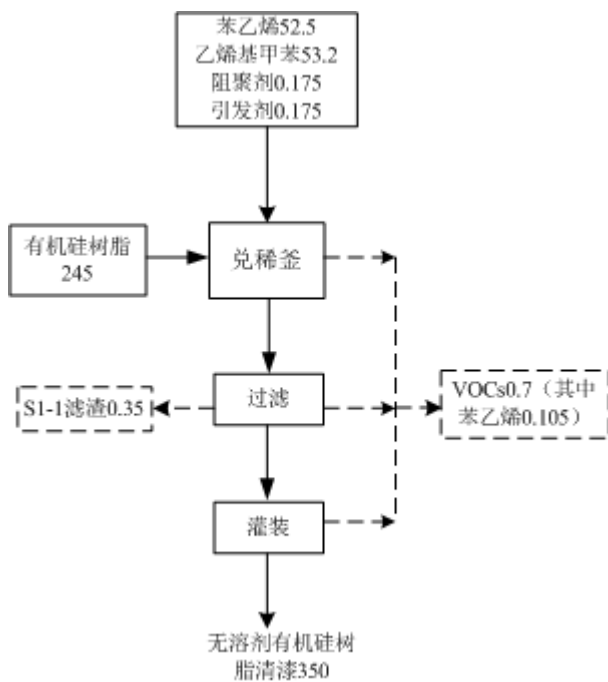 苯乙烯52.5
乙烯基甲苯53.2
阻聚剂0.175
引发剂0.175
有机硅树脂
245
兑稀釜
S1-1滤渣0.35
过滤
VOCs0.7（其中
苯乙烯0.105）
灌装
无溶剂有机硅树
脂清漆350